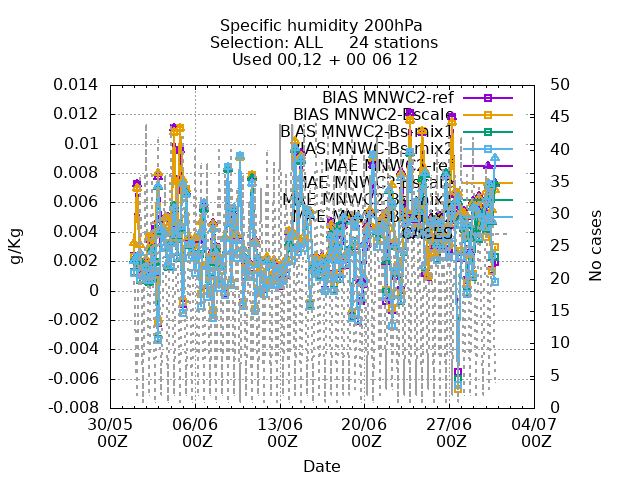 Specific humidity 200hPa
Selection: ALL 24 stations
Used 00,12 + 00 06 12
BIAS MNWC2-ref
BIAS MNWC2-Bscale
BIAS MNWC2-Bsmix1
BIAS MNWC-Bsmix2
MAE MNWC2-ref
MAE MNWC2-Bscale
MAE MNWC2-Bsmix1
MAE MNWC-Bsmix2
CASES
g/Kg
No cases
0.014
0.012
0.01
0.008
0.006
0.004
0.002
0
-0.002
-0.004
-0.006
-0.008
50
45
40
35
30
25
20
15
10
5
0
30/05 06/06 13/06 20/06 27/06 04/07
00Z 00Z 00Z 00Z 00Z 00Z
Date